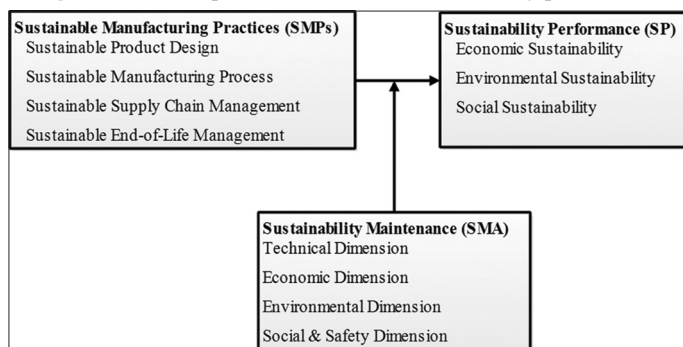 Sustainable Manufacturing Practices (SMPs)
Sustainable Product Design
Sustainable Manufacturing Process
Sustainable Supply Chain Management
Sustainable End-of-Life Management
Sustainability Performance (SP)
Economic Sustainability
Environmental Sustainability
Social Sustainability
Sustainability Maintenance (SMA)
Technical Dimension
Economic Dimension
Environmental Dimension
Social & Safety Dimension